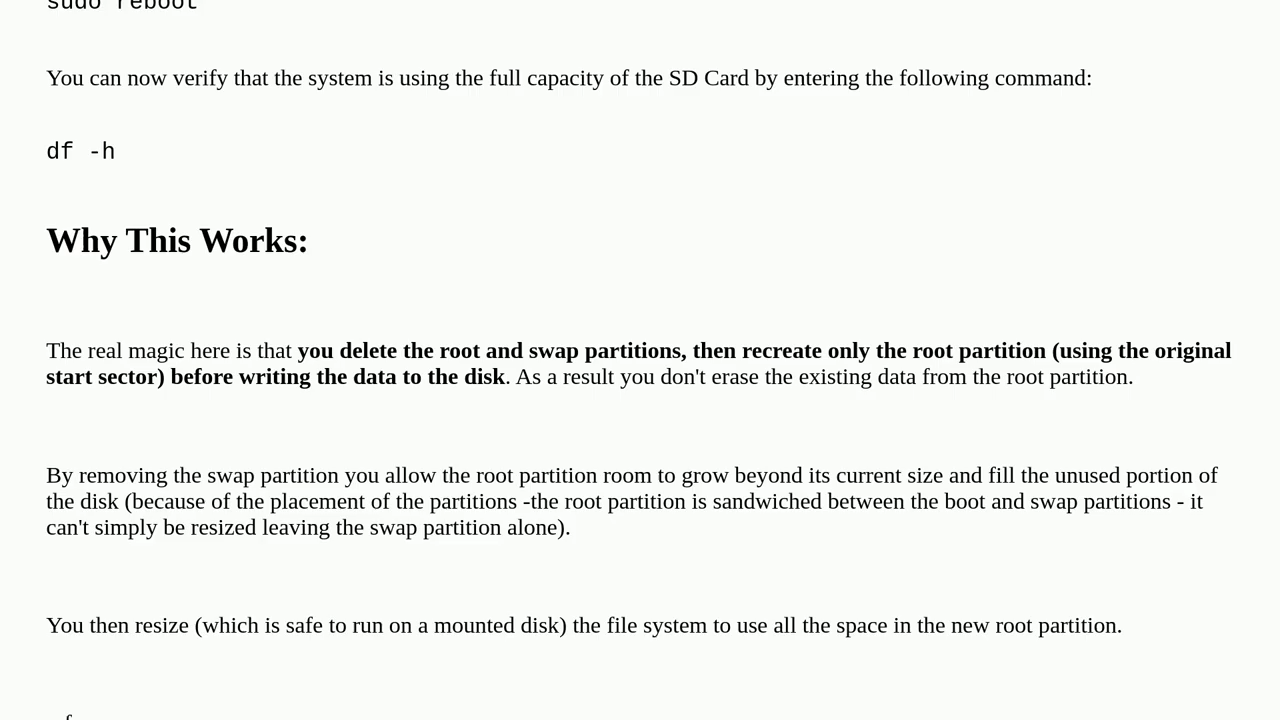 sudo reboot
You can now verify that the system is using the full capacity of the SD Card by entering the following command:
df -h
Why This Works:
The real magic here is that you delete the root and swap partitions, then recreate only the root partition (using the original
start sector) before writing the data to the disk. As a result you don't erase the existing data from the root partition.
By removing the swap partition you allow the root partition room to grow beyond its current size and fill the unused portion of
the disk (because of the placement of the partitions -the root partition is sandwiched between the boot and swap partitions - it
can't simply be resized leaving the swap partition alone).
You then resize (which is safe to run on a mounted disk) the file system to use all the space in the new root partition.